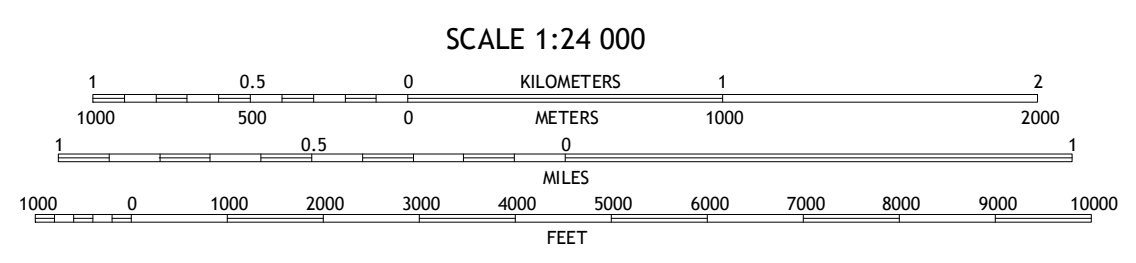 SCALE 1:24 000
1 0.5 0 KILOMETERS 1 2
1000 500 0 METERS 1000 2000
1 0.5 0 1
MILES
1000 0 1000 2000 3000 4000 5000 6000 7000 8000 9000 10000
FEET